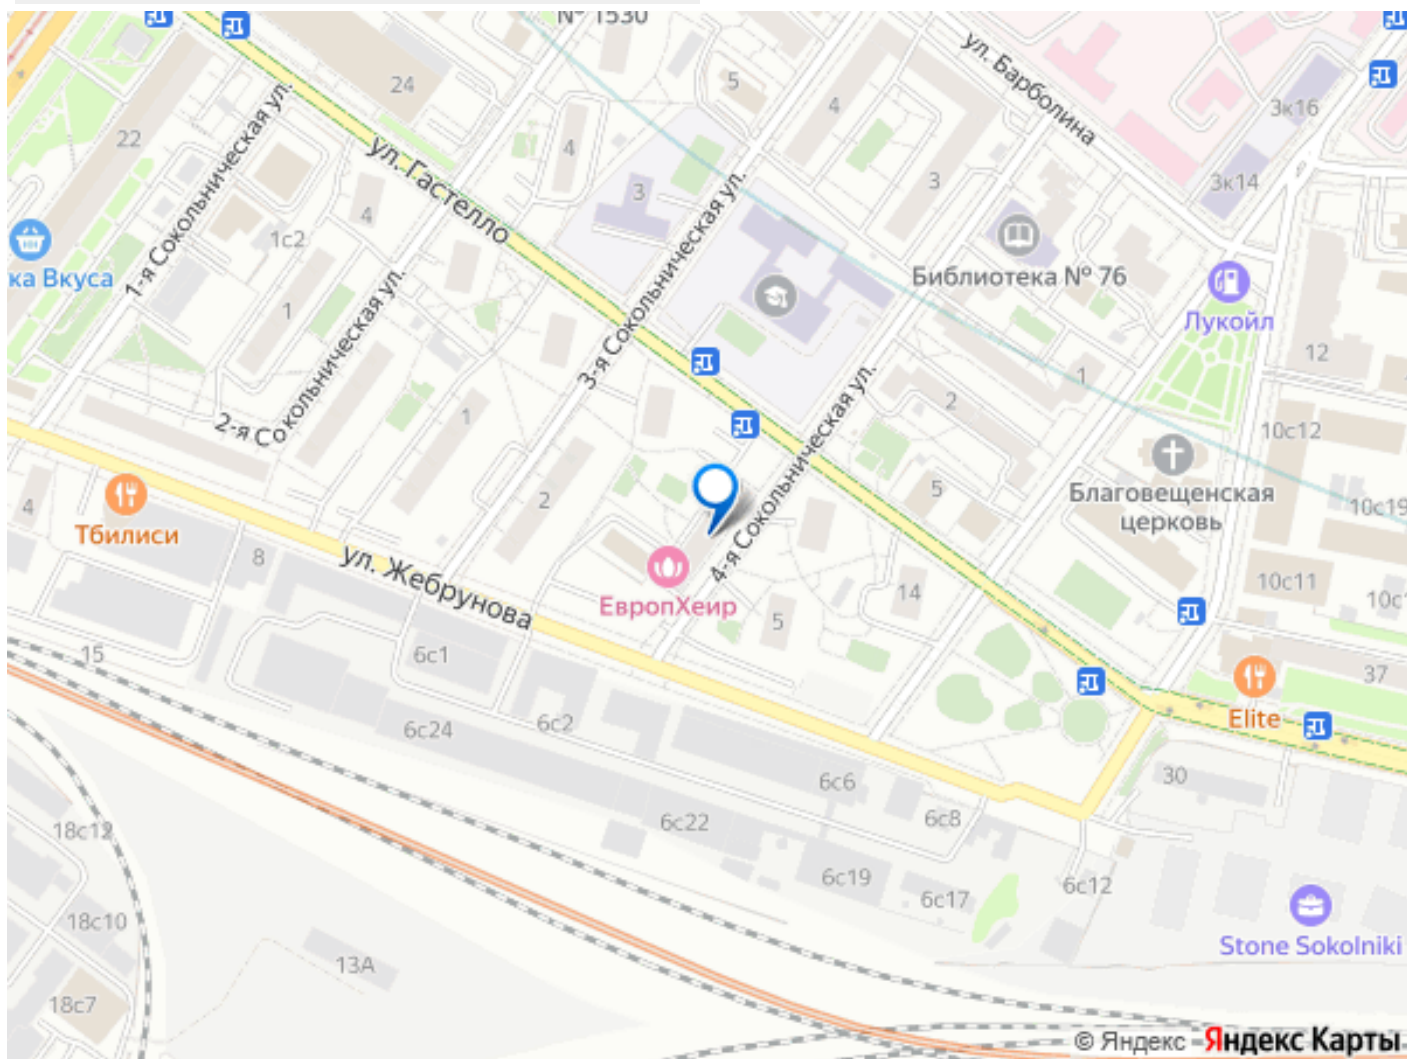 № 1530
24
5
ул. Барболина
3к16
4
22
ул. Гастелло
4
3к14
3
3
1-я Сокольническая ул.
4
1с2
3-я Сокольническая ул.
Библиотека № 76
ка Вкуса
1
2-я Сокольническая ул.
Лукойл
12
1
2
1
4-я Сокольническая ул.
10с12
5
Благовещенская
церковь
10с19
4
Тбилиси
2
8
ул. Жебрунова
ЕвропХеир
14
10с11
10с
5
15
6с1
37
Elite
6с2
6с24
30
6с6
6с22
6с8
18с12
6с19
6с17
6с12
18с10
Stone Sokolniki
13А
18с7
© Яндекс Яндекс Карты